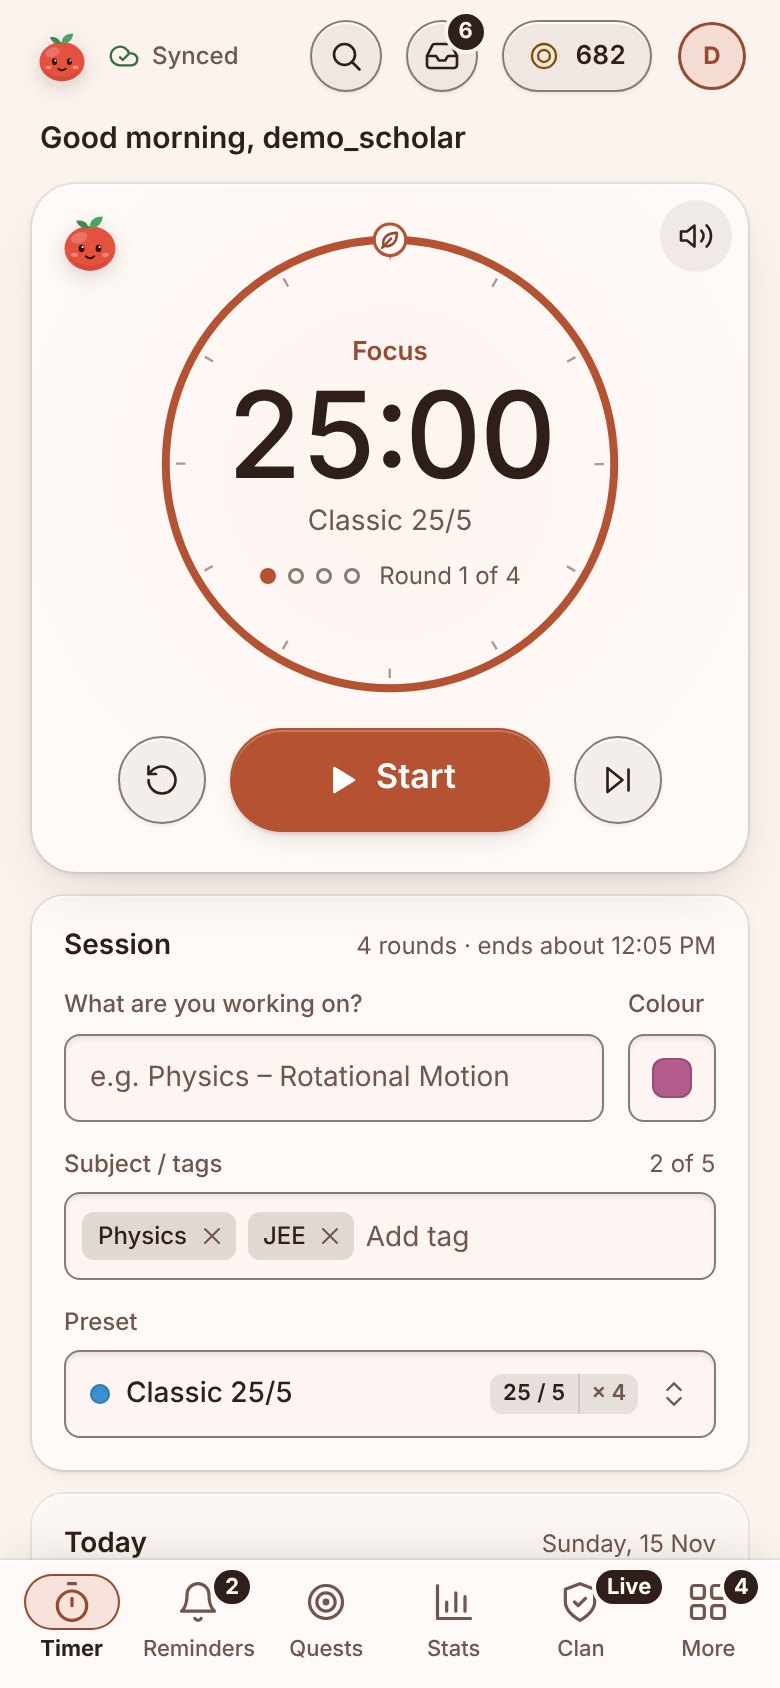 Synced
6
682
D
Good morning, demo_scholar
Focus
25:00
Classic 25/5
Round 1 of 4
Start
Session
4 rounds · ends about 12:05 PM
What are you working on?
Colour
e.g. Physics – Rotational Motion
Subject / tags
2 of 5
Physics
JEE
Add tag
Preset
Classic 25/5
25 / 5
× 4
Today
Sunday, 15 Nov
2
Live
4
Timer
Reminders
Quests
Stats
Clan
More